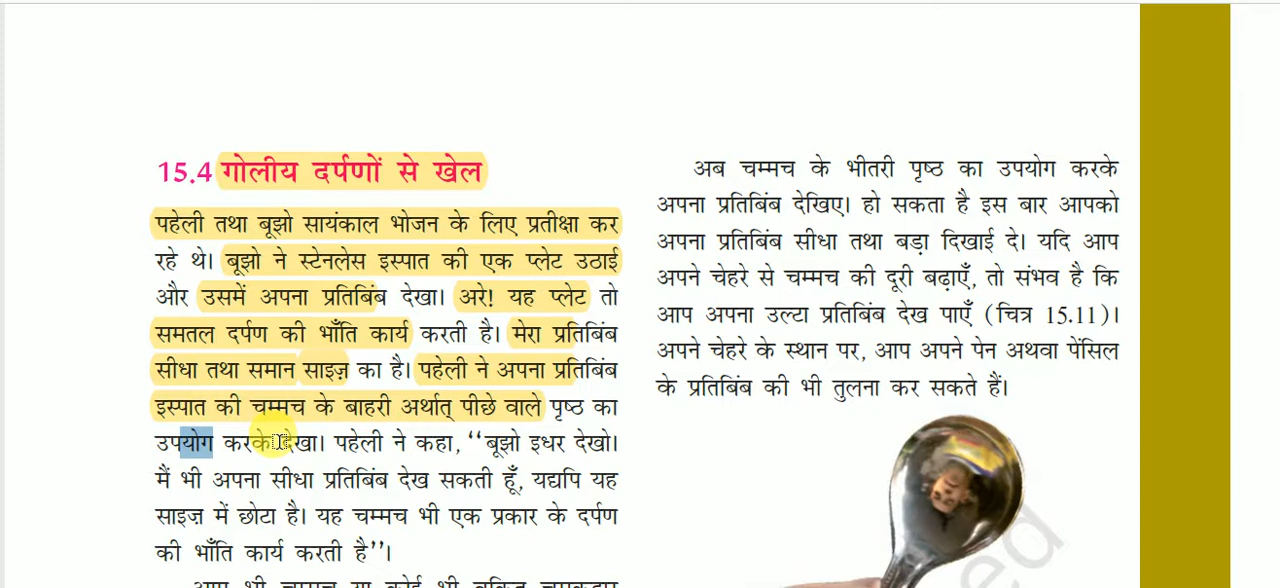 15.4 गोलीय दर्पणों से खेल
पहेली तथा बूझो सायंकाल भोजन के लिए प्रतीक्षा कर
रहे थे। बूझो ने स्टेनलेस इस्पात की एक प्लेट उठाई
और उसमें अपना प्रतिबिंब देखा। अरे! यह प्लेट तो
समतल दर्पण की भाँति कार्य करती है। मेरा प्रतिबिंब
सीधा तथा समान साइज़ का है। पहेली ने अपना प्रतिबिंब
इस्पात की चम्मच के बाहरी अर्थात् पीछे वाले पृष्ठ का
उपयोग करके देखा। पहेली ने कहा, ‘‘बूझो इधर देखो।
मैं भी अपना सीधा प्रतिबिंब देख सकती हूँ, यद्यपि यह
साइज़ में छोटा है। यह चम्मच भी एक प्रकार के दर्पण
की भाँति कार्य करती है’’।
अब चम्मच के भीतरी पृष्ठ का उपयोग करके
अपना प्रतिबिंब देखिए। हो सकता है इस बार आपको
अपना प्रतिबिंब सीधा तथा बड़ा दिखाई दे। यदि आप
अपने चेहरे से चम्मच की दूरी बढ़ाएँ, तो संभव है कि
आप अपना उल्टा प्रतिबिंब देख पाएँ (चित्र 15.11)।
अपने चेहरे के स्थान पर, आप अपने पेन अथवा पेंसिल
के प्रतिबिंब की भी तुलना कर सकते हैं।